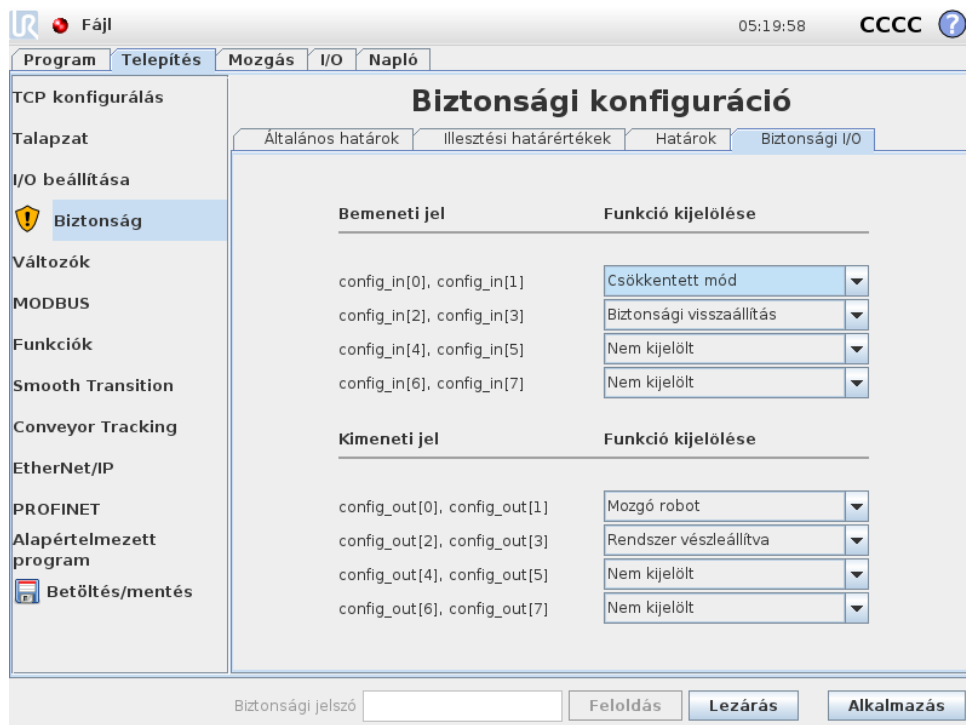 UR Fájl 05:19:58 CCCC ?
Program Telepítés Mozgás I/O Napló
TCP konfigurálás
Talapzat
I/O beállítása
Biztonság
Változók
MODBUS
Funkciók
Smooth Transition
Conveyor Tracking
EtherNet/IP
PROFINET
Alapértelmezett
program
Betöltés/mentés
Biztonsági konfiguráció
Általános határok Illesztési határértékek Határok Biztonsági I/O
Bemeneti jel Funkció kijelölése
config_in[0], config_in[1] Csökkentett mód
config_in[2], config_in[3] Biztonsági visszaállítás
config_in[4], config_in[5] Nem kijelölt
config_in[6], config_in[7] Nem kijelölt
Kimeneti jel Funkció kijelölése
config_out[0], config_out[1] Mozgó robot
config_out[2], config_out[3] Rendszer vészleállítva
config_out[4], config_out[5] Nem kijelölt
config_out[6], config_out[7] Nem kijelölt
Biztonsági jelszó Feloldás Lezárás Alkalmazás